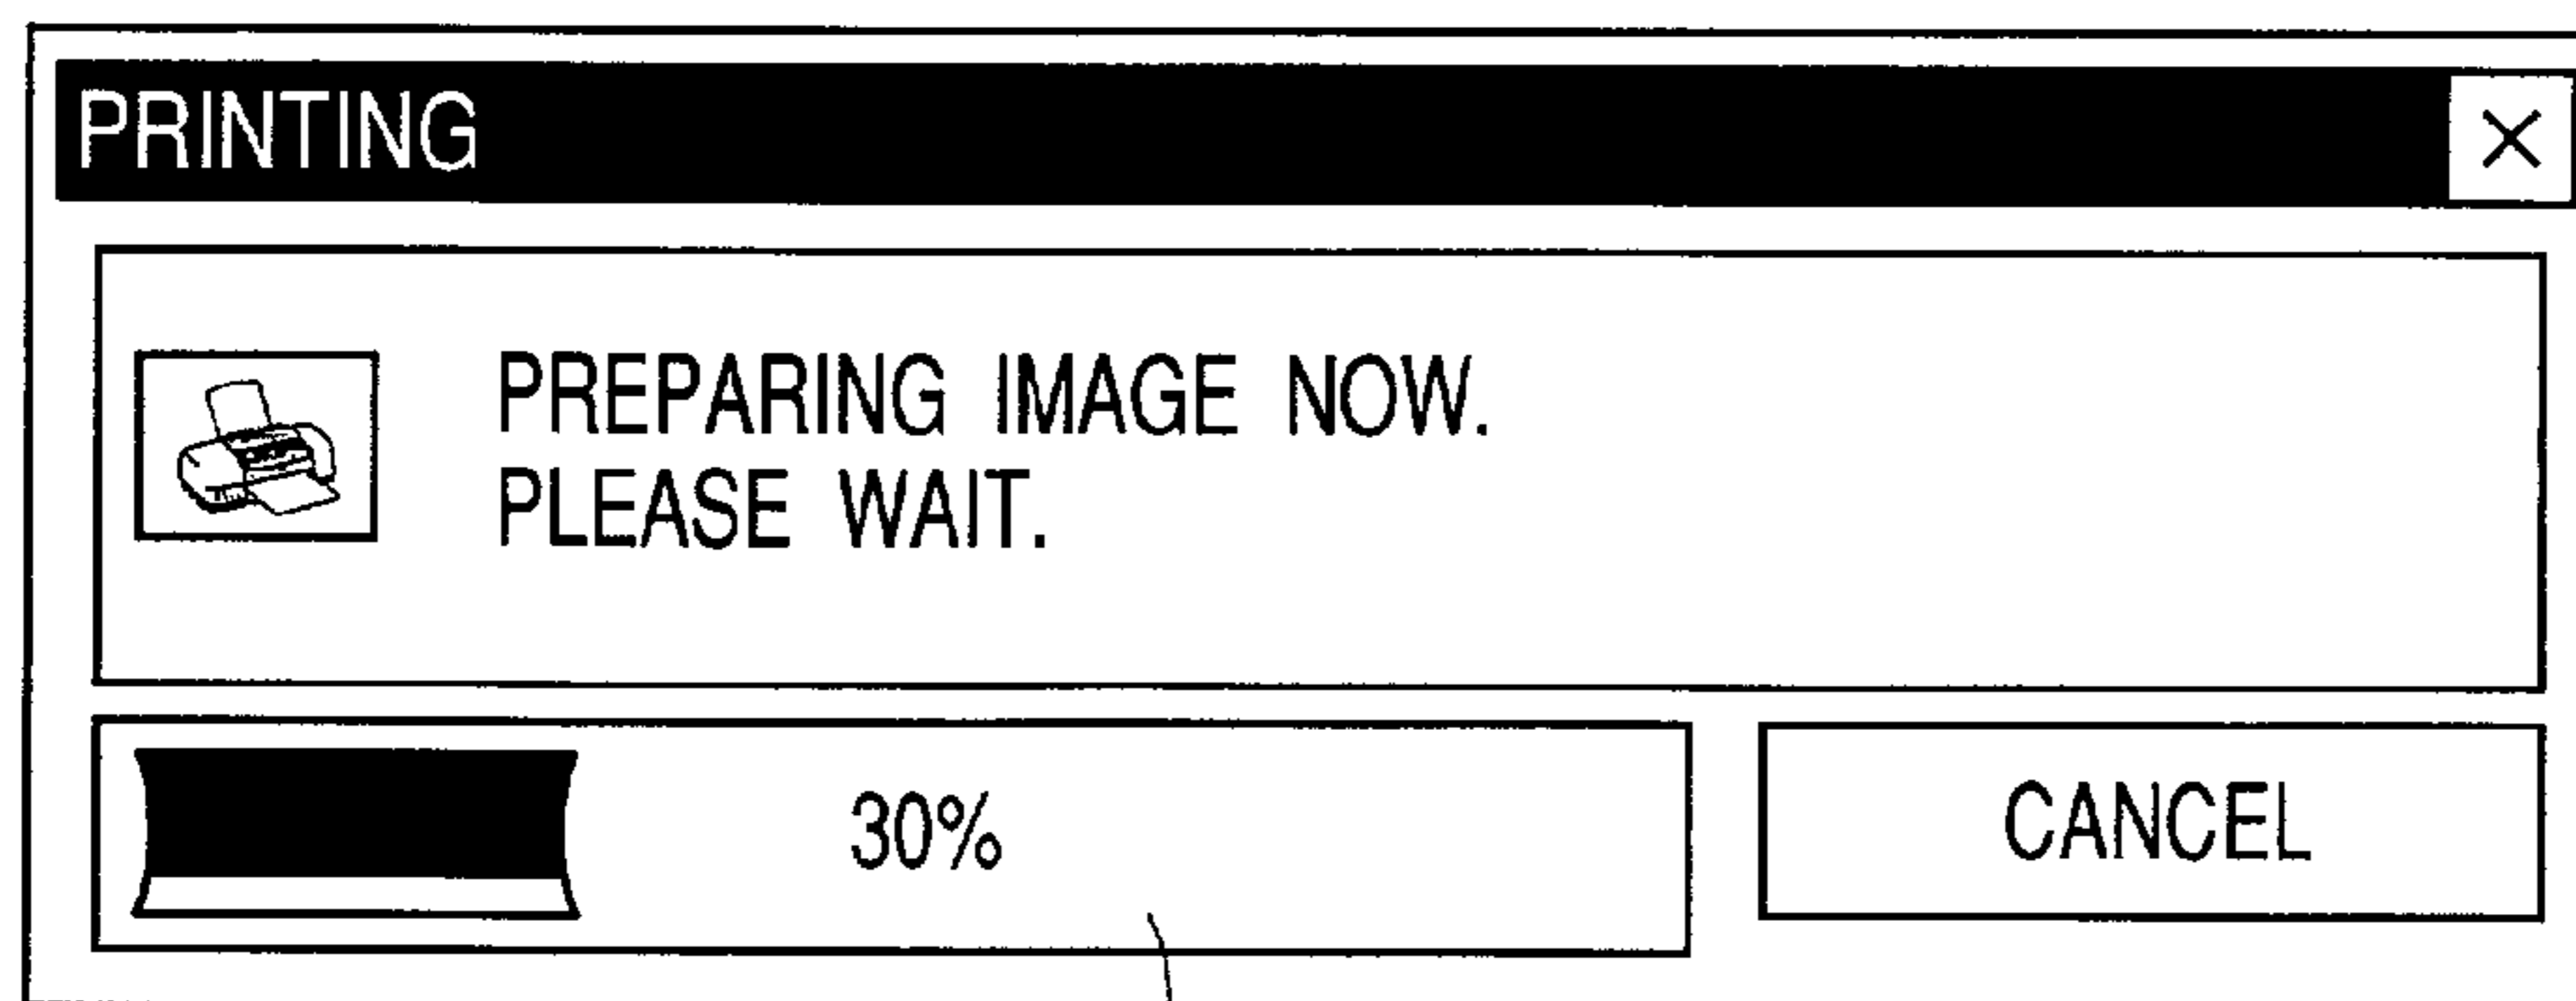 PRINTING
PREPARING IMAGE NOW.
PLEASE WAIT.
30%
CANCEL